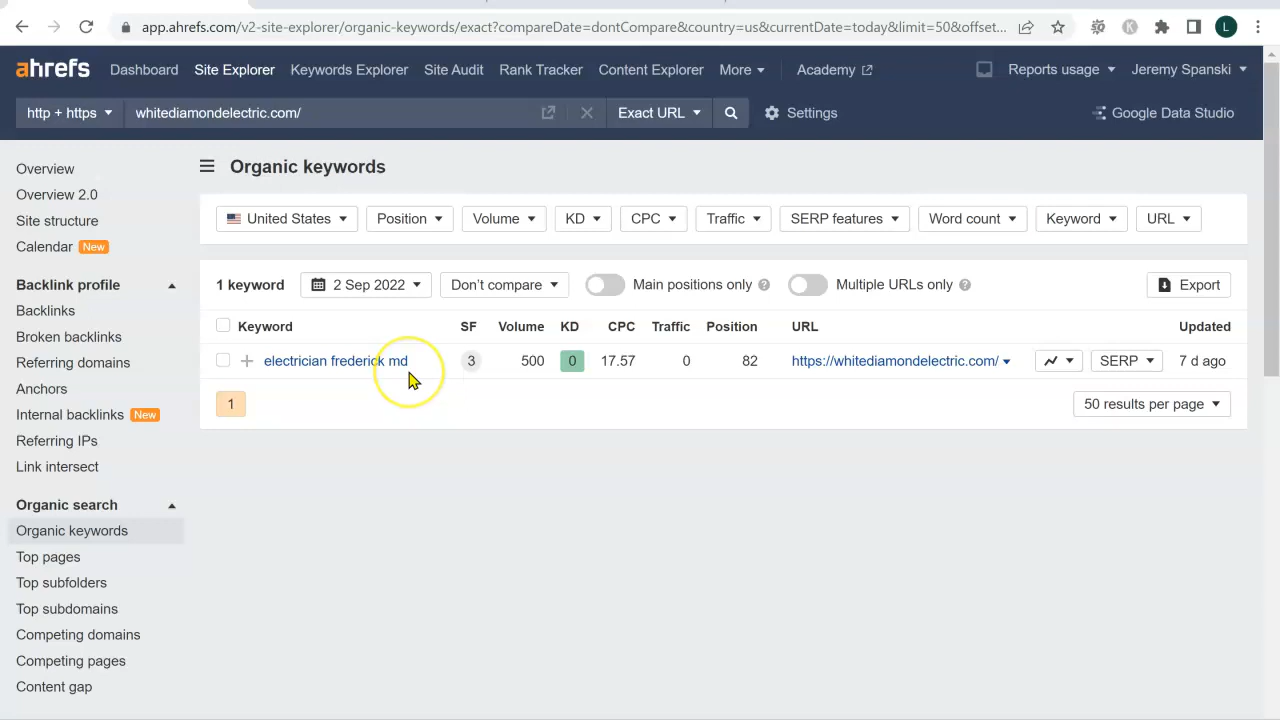 app.ahrefs.com/v2-site-explorer/organic-keywords/exact?compareDate=dontCompare&country=us&currentDate=today&limit=50&offset...
L
ahrefs Dashboard Site Explorer Keywords Explorer Site Audit Rank Tracker Content Explorer More Academy Reports usage Jeremy Spanski
http + https whitediamondelectric.com/ Exact URL Settings Google Data Studio
Overview
Overview 2.0
Site structure
Calendar New
Backlink profile
Backlinks
Broken backlinks
Referring domains
Anchors
Internal backlinks New
Referring IPs
Link intersect
Organic search
Organic keywords
Top pages
Top subfolders
Top subdomains
Competing domains
Competing pages
Content gap
Organic keywords
United States Position Volume KD CPC Traffic SERP features Word count Keyword URL
1 keyword 2 Sep 2022 Don't compare Main positions only ? Multiple URLs only ? Export
Keyword SF Volume KD CPC Traffic Position URL Updated
electrician frederick md 3 500 0 17.57 0 82 https://whitediamondelectric.com/ SERP 7 d ago
1 50 results per page